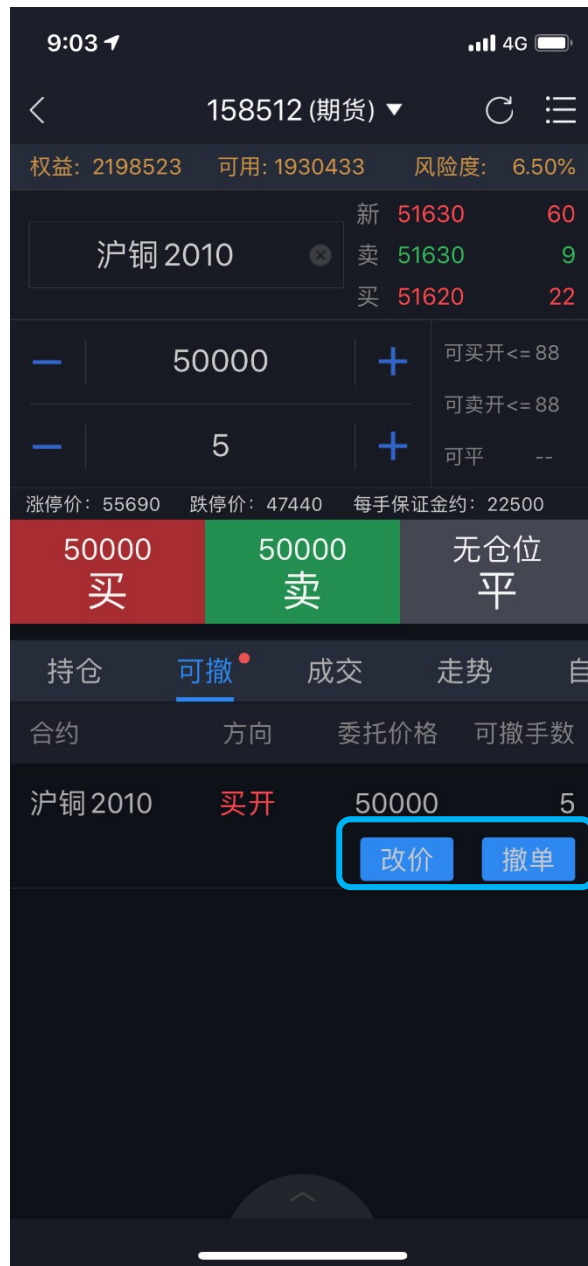 9:03 4G
158512 (期货) ▼
权益: 2198523 可用: 1930433 风险度: 6.50%
沪铜 2010
新 51630 60
卖 51630 9
买 51620 22
50000
5
可买开<= 88
可卖开<= 88
可平 --
涨停价: 55690 跌停价: 47440 每手保证金约: 22500
50000 50000 无仓位
买 卖 平
持仓 可撤 成交 走势 自
合约 方向 委托价格 可撤手数
沪铜 2010 买开 50000 5
改价 撤单